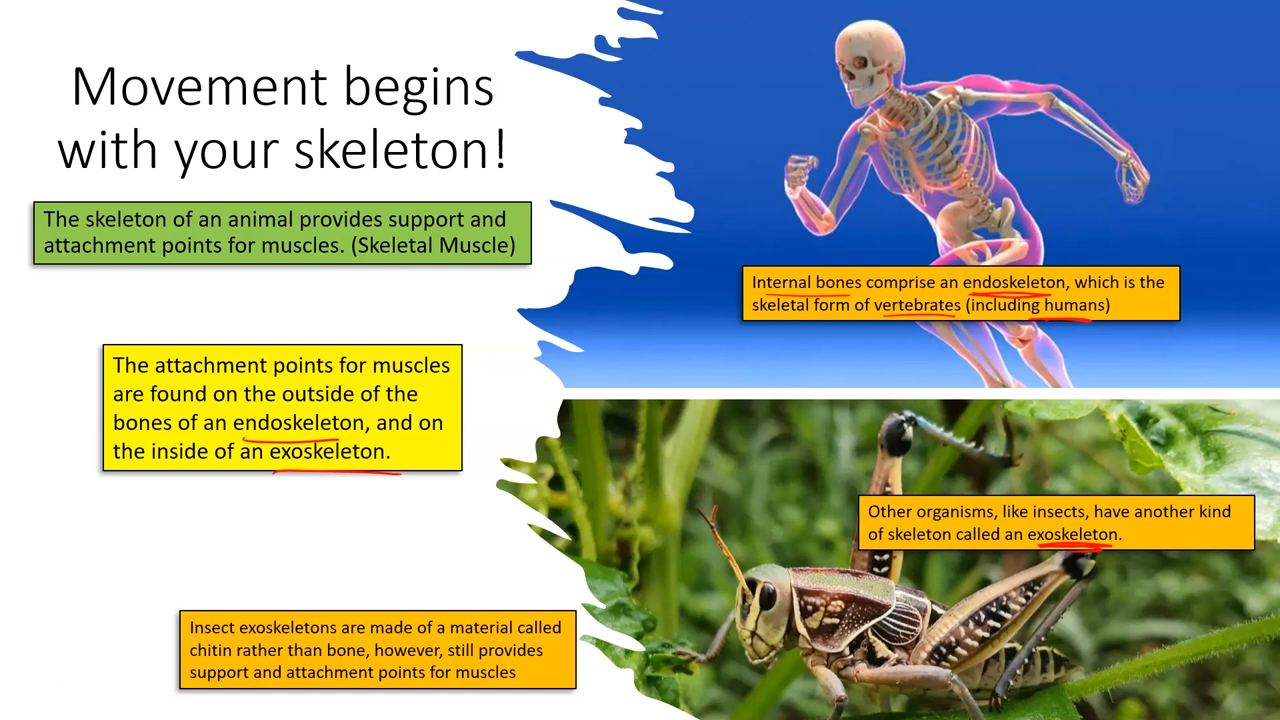 Movement begins
with your skeleton!
The skeleton of an animal provides support and
attachment points for muscles. (Skeletal Muscle)
Internal bones comprise an endoskeleton, which is the
skeletal form of vertebrates (including humans)
The attachment points for muscles
are found on the outside of the
bones of an endoskeleton, and on
the inside of an exoskeleton.
Other organisms, like insects, have another kind
of skeleton called an exoskeleton.
Insect exoskeletons are made of a material called
chitin rather than bone, however, still provides
support and attachment points for muscles